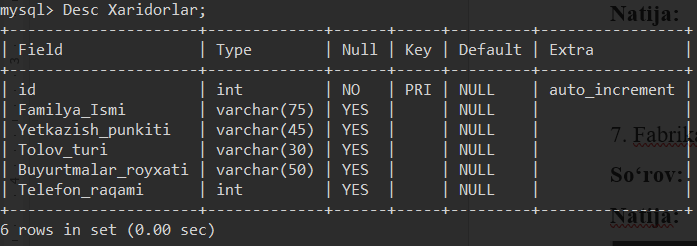 mysql> Desc Xaridorlar;
+--------------------+-------------+------+-----+---------+----------------+
| Field              | Type        | Null | Key | Default | Extra          |
+--------------------+-------------+------+-----+---------+----------------+
| id                 | int         | NO   | PRI | NULL    | auto_increment |
| Familya_Ismi       | varchar(75) | YES  |     | NULL    |                |
| Yetkazish_punkiti  | varchar(45) | YES  |     | NULL    |                |
| Tolov_turi         | varchar(30) | YES  |     | NULL    |                |
| Buyurtmalar_royxati | varchar(50) | YES  |     | NULL    |                |
| Telefon_raqami     | int         | YES  |     | NULL    |                |
+--------------------+-------------+------+-----+---------+----------------+
6 rows in set (0.00 sec)
Natija:
7. Fabrika
So‘rov:
Natija: